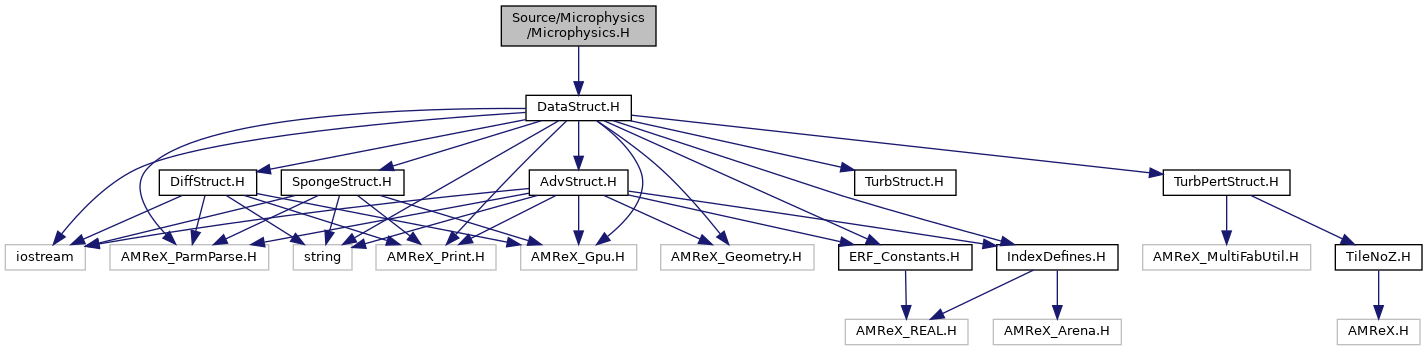 Source/Microphysics
/Microphysics.H
DataStruct.H
DiffStruct.H
SpongeStruct.H
AdvStruct.H
TurbStruct.H
TurbPertStruct.H
iostream
AMReX_ParmParse.H
string
AMReX_Print.H
AMReX_Gpu.H
AMReX_Geometry.H
ERF_Constants.H
IndexDefines.H
AMReX_MultiFabUtil.H
TileNoZ.H
AMReX_REAL.H
AMReX_Arena.H
AMReX.H